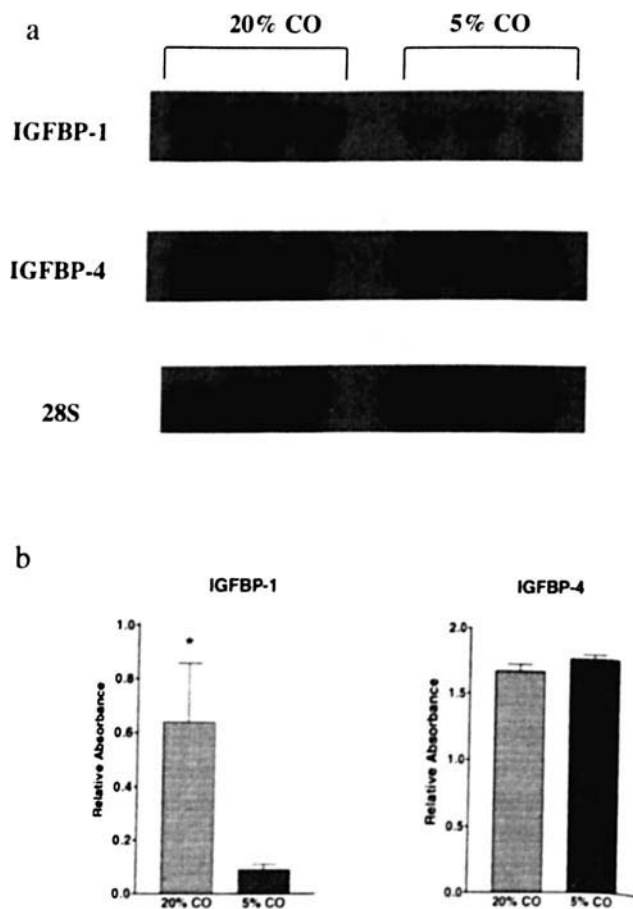 a
20% CO 5% CO
IGFBP-1
IGFBP-4
28S
b
IGFBP-1 IGFBP-4
Relative Absorbance
1.0
0.8
0.6
0.4
0.2
0.0
*
20% CO 5% CO
Relative Absorbance
2.0
1.5
1.0
0.5
0.0
20% CO 5% CO